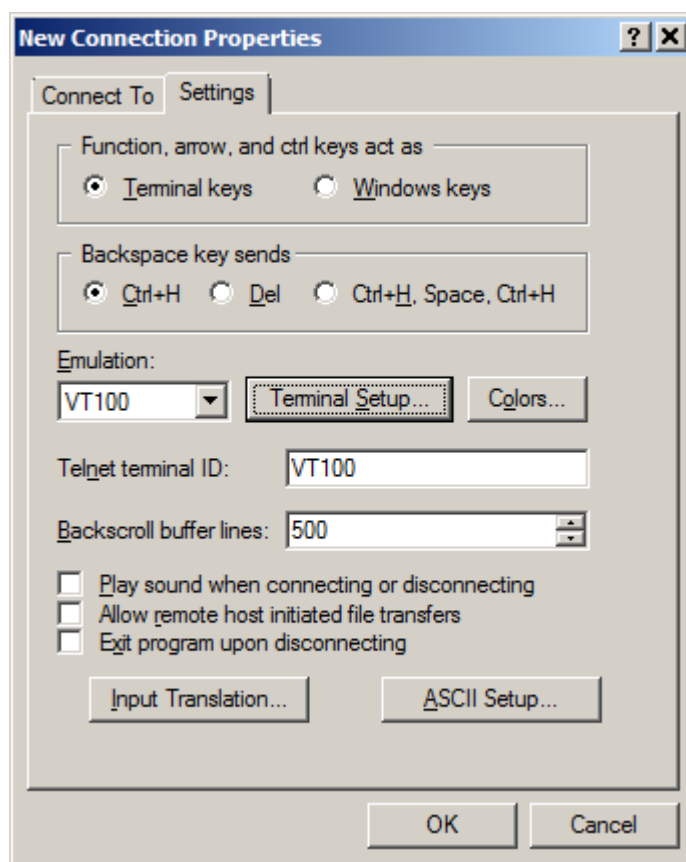 New Connection Properties
Connect To Settings
Function, arrow, and ctrl keys act as
Terminal keys Windows keys
Backspace key sends
Ctrl+H Del Ctrl+H, Space, Ctrl+H
Emulation:
VT100 Terminal Setup... Colors...
Telnet terminal ID: VT100
Backscroll buffer lines: 500
Play sound when connecting or disconnecting
Allow remote host initiated file transfers
Exit program upon disconnecting
Input Translation... ASCII Setup...
OK Cancel